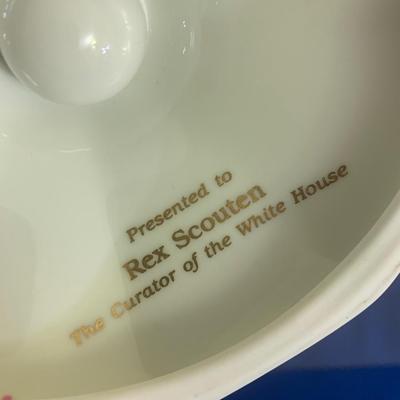 Presented to
Rex Scouten
The Curator of the White House